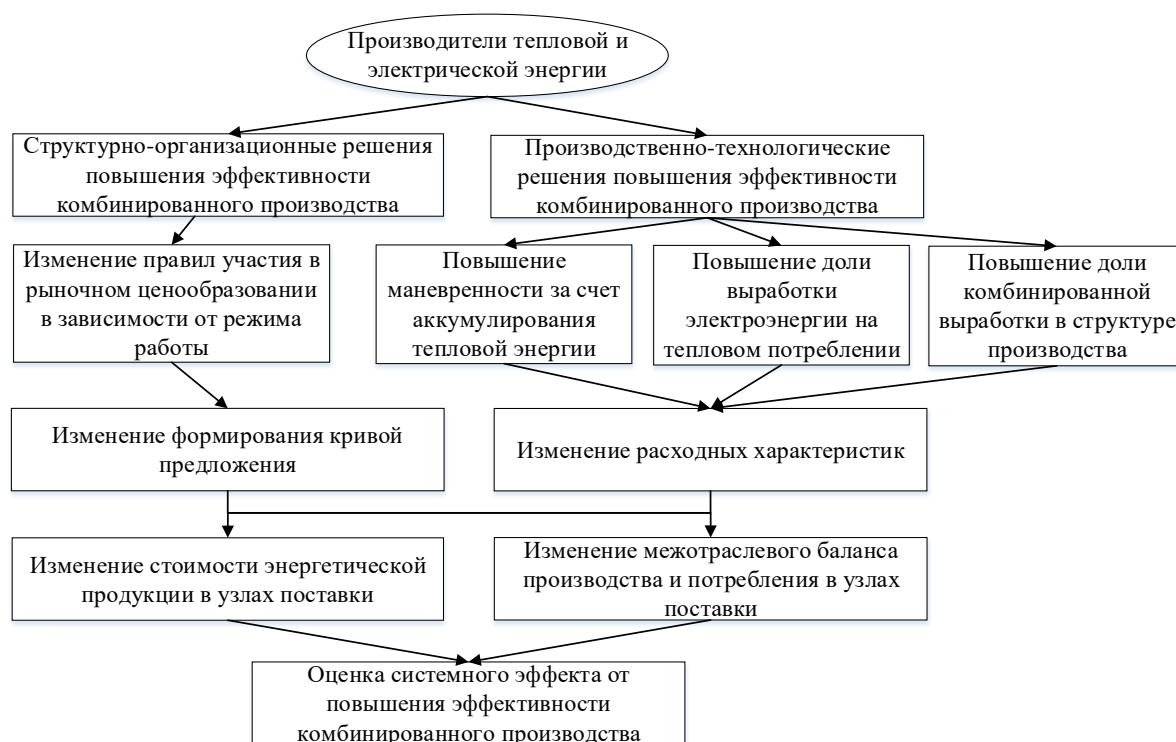 Производители тепловой и
электрической энергии
Структурно-организационные решения
повышения эффективности
комбинированного производства
Производственно-технологические
решения повышения эффективности
комбинированного производства
Изменение правил участия в
рыночном ценообразовании
в зависимости от режима
работы
Повышение
маневренности за счет
аккумулирования
тепловой энергии
Повышение доли
выработки
электроэнергии на
тепловом потреблении
Повышение доли
комбинированной
выработки в структуре
производства
Изменение формирования кривой
предложения
Изменение расходных характеристик
Изменение стоимости энергетической
продукции в узлах поставки
Изменение межотраслевого баланса
производства и потребления в узлах
поставки
Оценка системного эффекта от
повышения эффективности
комбинированного производства